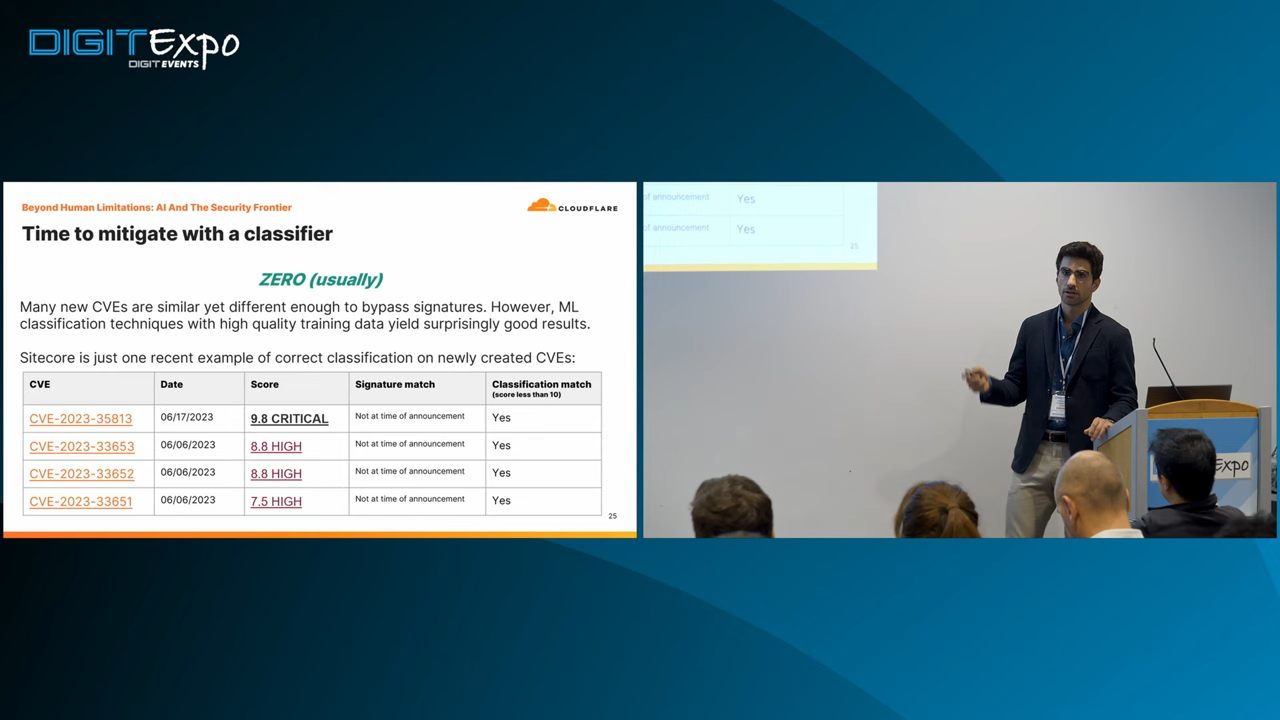 DIGIT Expo
DIGIT EVENTS
Beyond Human Limitations: AI And The Security Frontier
CLOUDFLARE
Time to mitigate with a classifier
ZERO (usually)
Many new CVEs are similar yet different enough to bypass signatures. However, ML
classification techniques with high quality training data yield surprisingly good results.
Sitecore is just one recent example of correct classification on newly created CVEs:
CVE Date Score Signature match Classification match
(score less than 10)
CVE-2023-35813 06/17/2023 9.8 CRITICAL Not at time of announcement Yes
CVE-2023-33653 06/06/2023 8.8 HIGH Not at time of announcement Yes
CVE-2023-33652 06/06/2023 8.8 HIGH Not at time of announcement Yes
CVE-2023-33651 06/06/2023 7.5 HIGH Not at time of announcement Yes
25
of announcement Yes
of announcement Yes
25
Expo